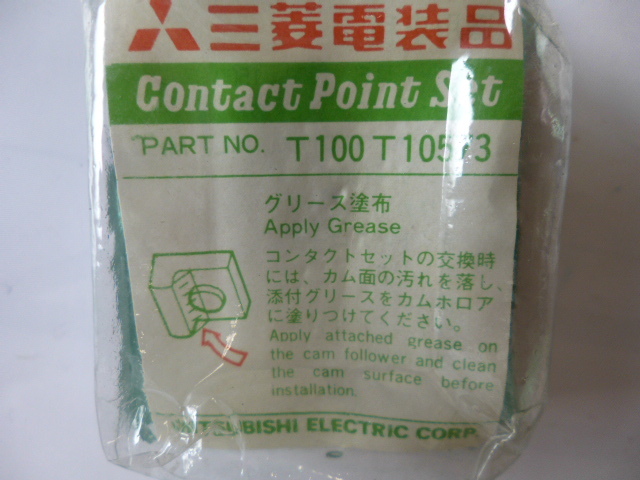 三菱電装品
Contact Point Set
PART NO. T100T10573
グリース塗布
Apply Grease
コンタクトセットの交換時
には、カム面の汚れを落し、
添付グリースをカムホロア
に塗りつけてください。
Apply attached grease on
the cam follower and clean
the cam surface before
installation.
MITSUBISHI ELECTRIC CORP.